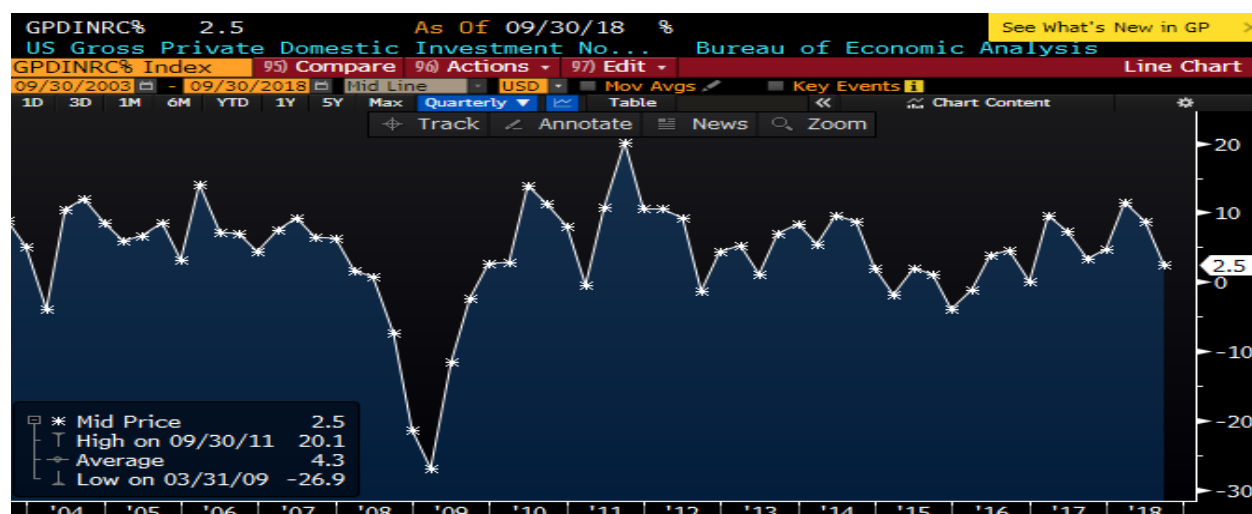 GPDINRC% 2.5 As Of 09/30/18 % See What's New in GP
US Gross Private Domestic Investment No... Bureau of Economic Analysis
GPDINRC% Index 95) Compare 96) Actions 97) Edit Line Chart
09/30/2003 - 09/30/2018 Mid Line USD Mov Avgs Key Events
1D 3D 1M 6M YTD 1Y 5Y Max Quarterly ▼ Table « Chart Content
Track Annotate News Zoom
20
10
2.5
0
-10
-20
-30
Mid Price 2.5
High on 09/30/11 20.1
Average 4.3
Low on 03/31/09 -26.9
'04 '05 '06 '07 '08 '09 '10 '11 '12 '13 '14 '15 '16 '17 '18